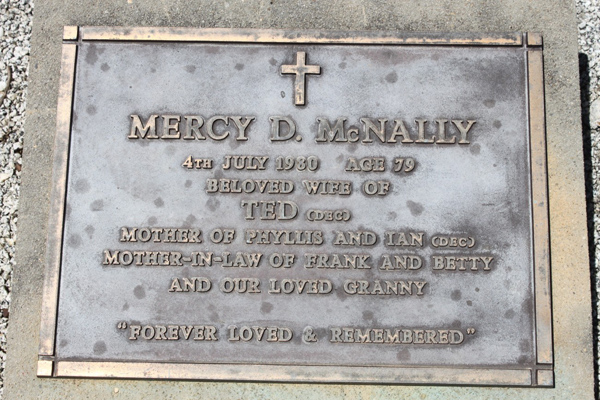 MERCY D. McNALLY
4TH JULY 1980 AGE 79
BELOVED WIFE OF
TED (DEC)
MOTHER OF PHYLLIS AND IAN (DEC)
MOTHER-IN-LAW OF FRANK AND BETTY
AND OUR LOVED GRANNY
"FOREVER LOVED & REMEMBERED"